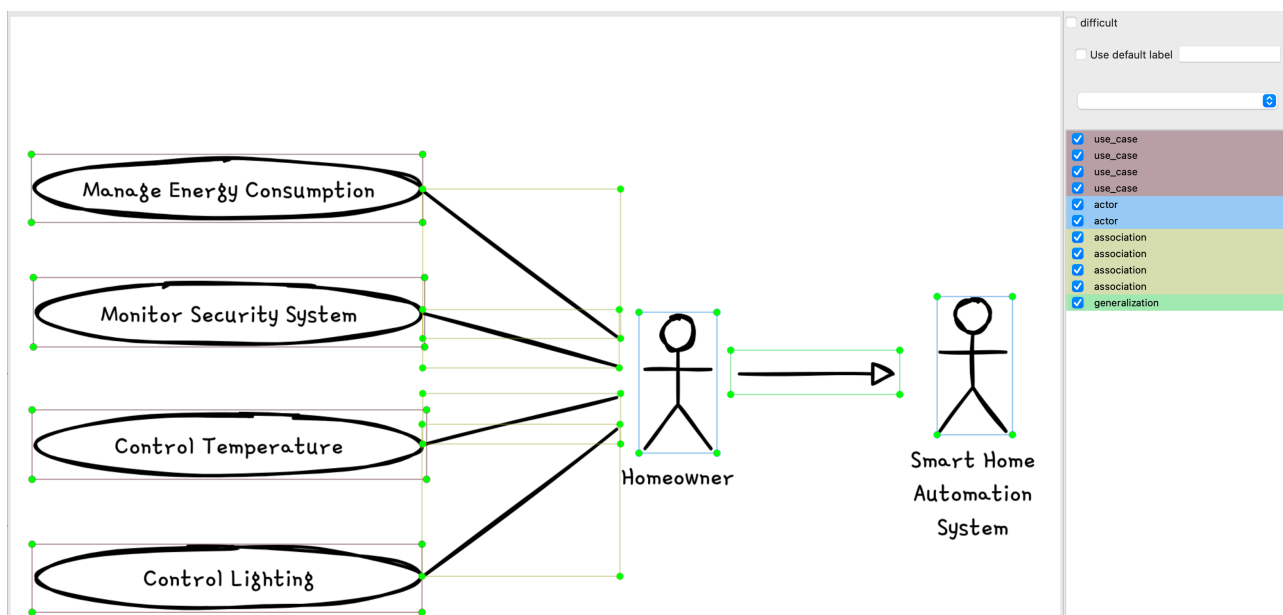 difficult
Use default label
use_case
use_case
use_case
use_case
actor
actor
association
association
association
association
generalization
Manage Energy Consumption
Monitor Security System
Control Temperature
Control Lighting
Homeowner
Smart Home
Automation
System